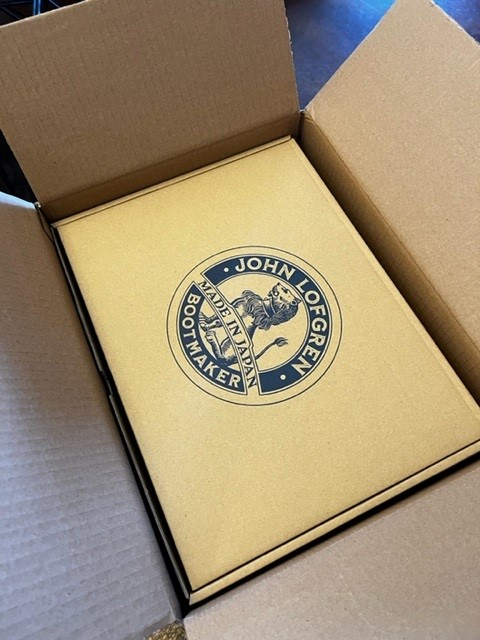 · JOHN LOFGREN ·
MADE IN JAPAN
BOOTMAKER